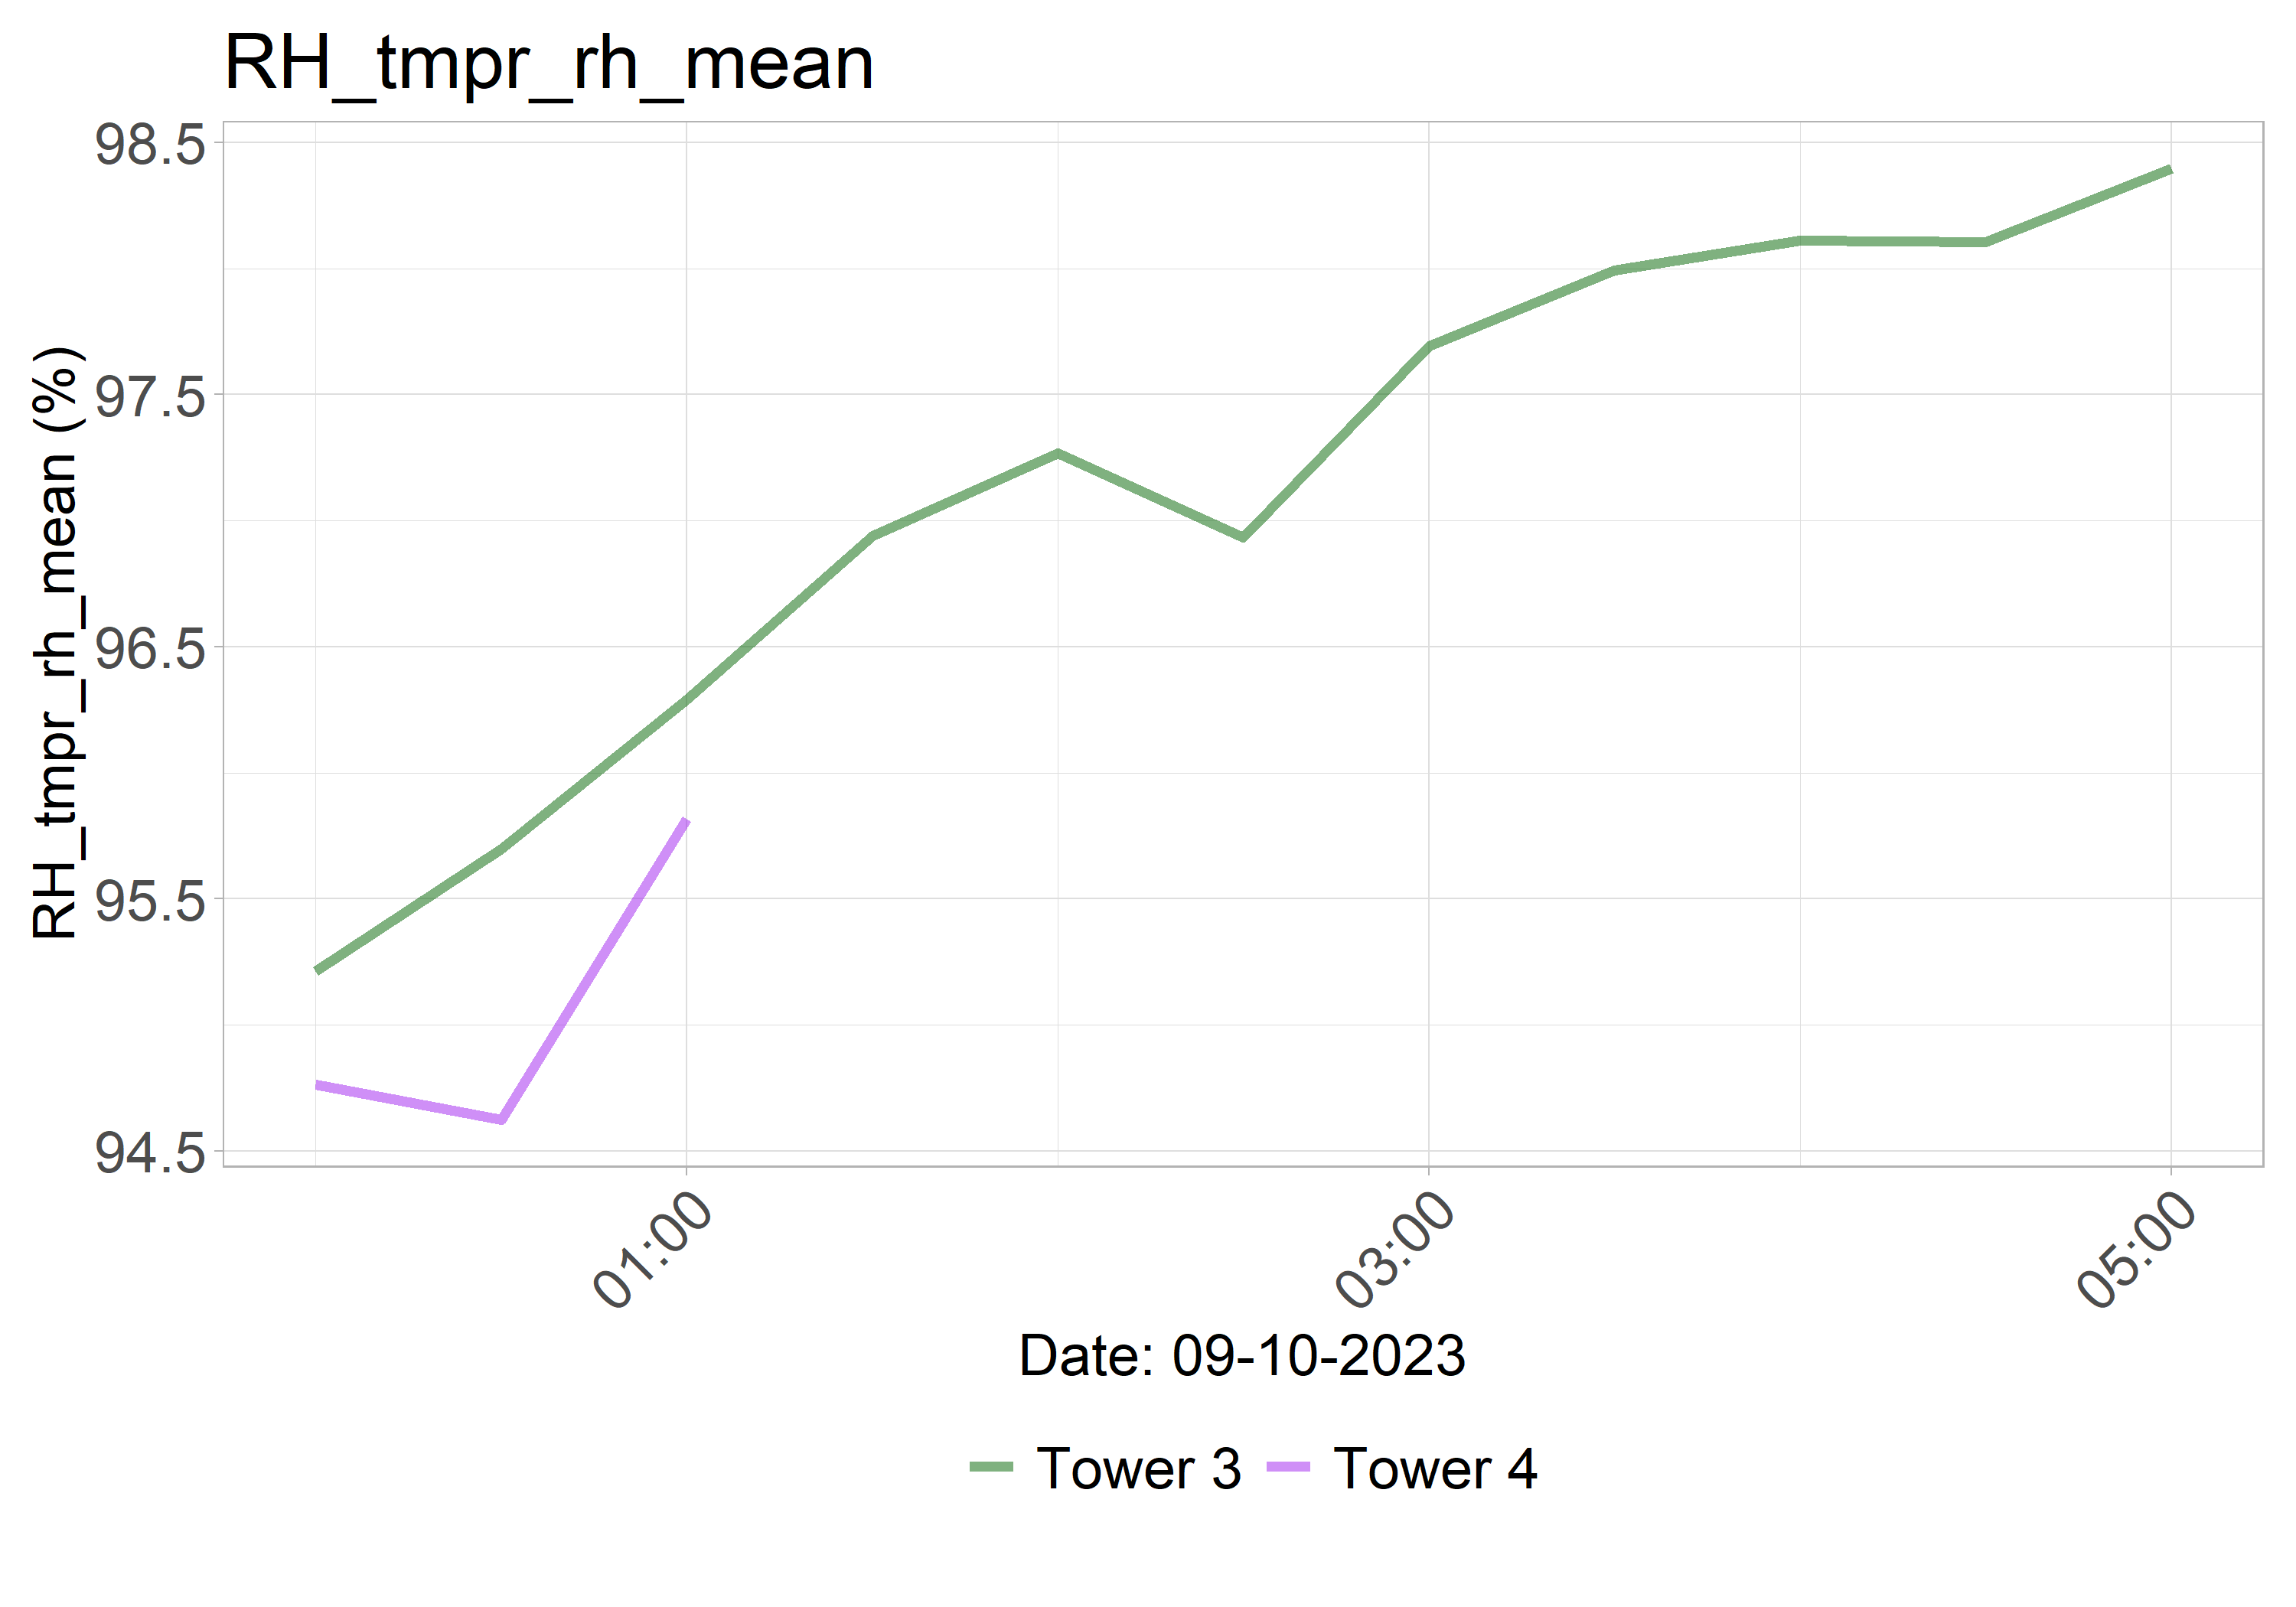 RH_tmpr_rh_mean
RH_tmpr_rh_mean (%)
98.5
97.5
96.5
95.5
94.5
01:00
03:00
05:00
Date: 09-10-2023
Tower 3
Tower 4